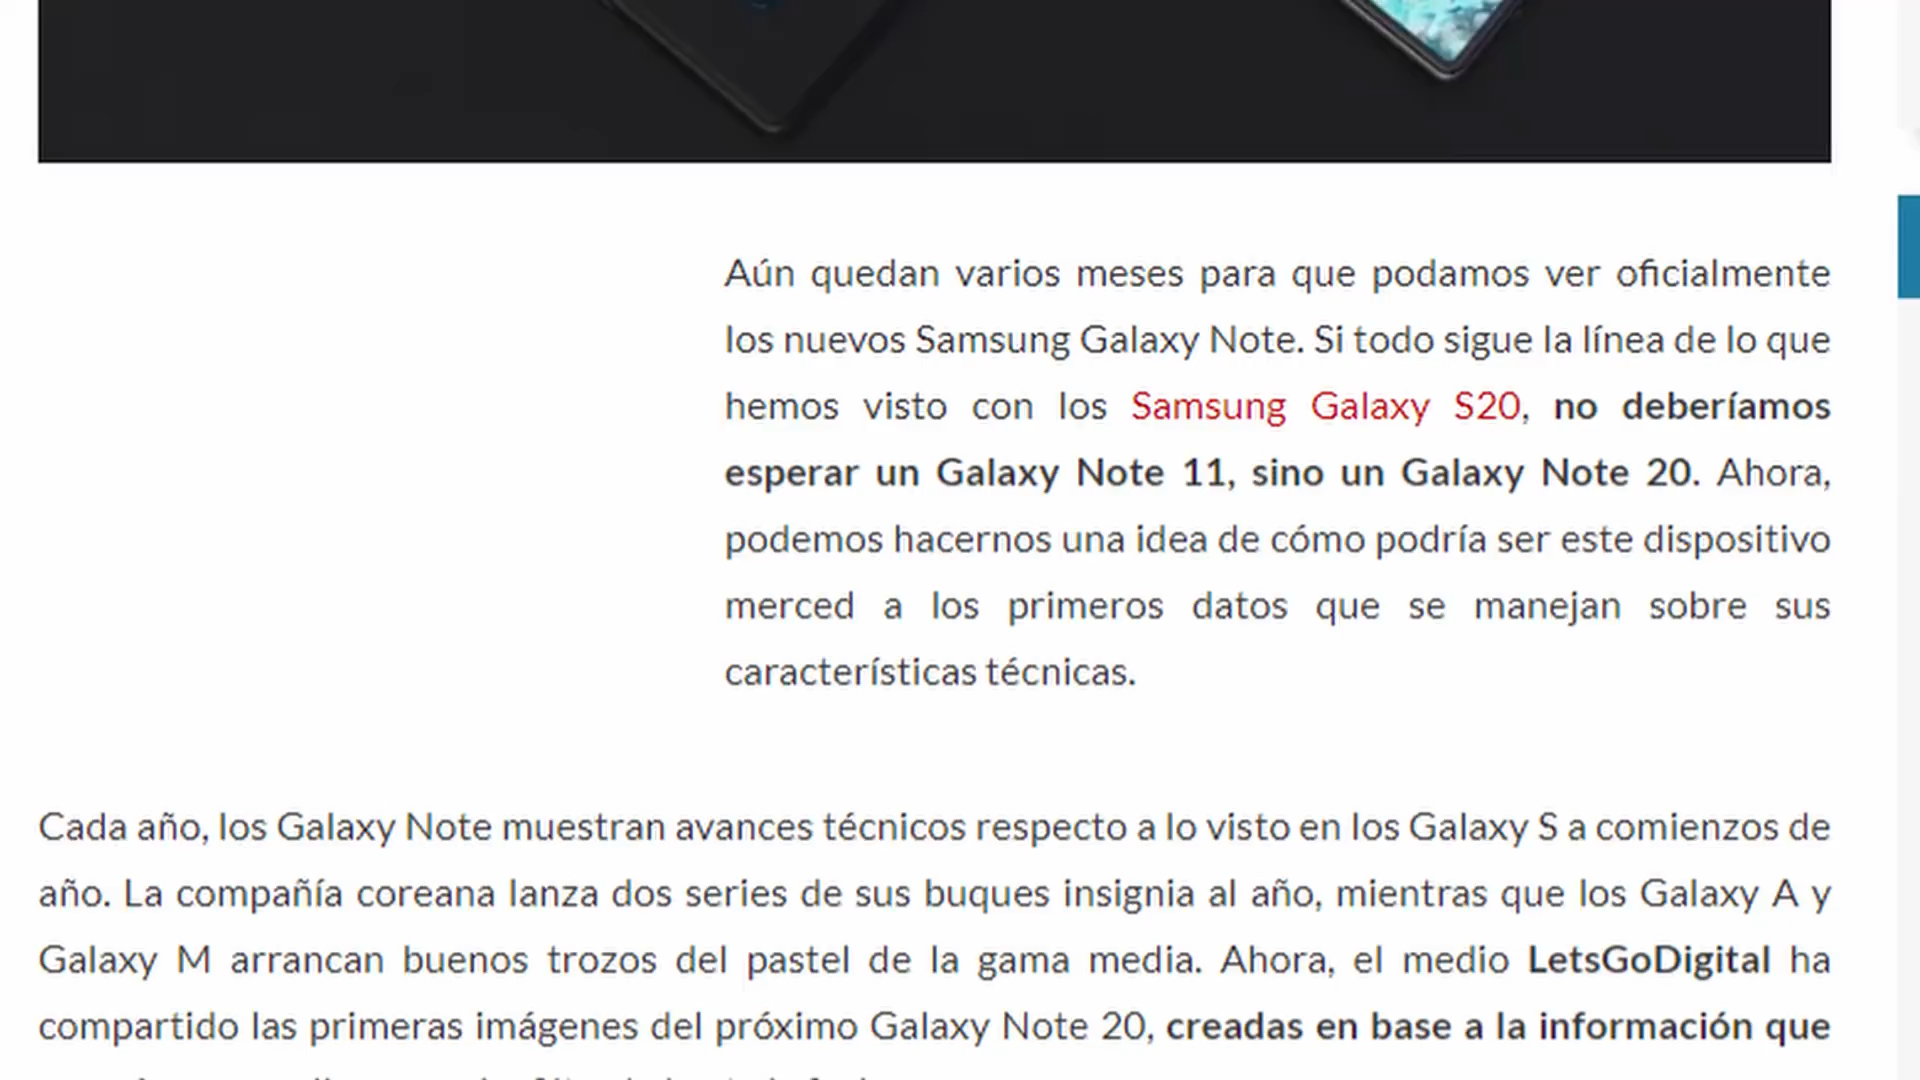 Aún quedan varios meses para que podamos ver oficialmente
los nuevos Samsung Galaxy Note. Si todo sigue la línea de lo que
hemos visto con los Samsung Galaxy S20, no deberíamos
esperar un Galaxy Note 11, sino un Galaxy Note 20. Ahora,
podemos hacernos una idea de cómo podría ser este dispositivo
merced a los primeros datos que se manejan sobre sus
características técnicas.
Cada año, los Galaxy Note muestran avances técnicos respecto a lo visto en los Galaxy S a comienzos de
año. La compañía coreana lanza dos series de sus buques insignia al año, mientras que los Galaxy A y
Galaxy M arrancan buenos trozos del pastel de la gama media. Ahora, el medio LetsGoDigital ha
compartido las primeras imágenes del próximo Galaxy Note 20, creadas en base a la información que